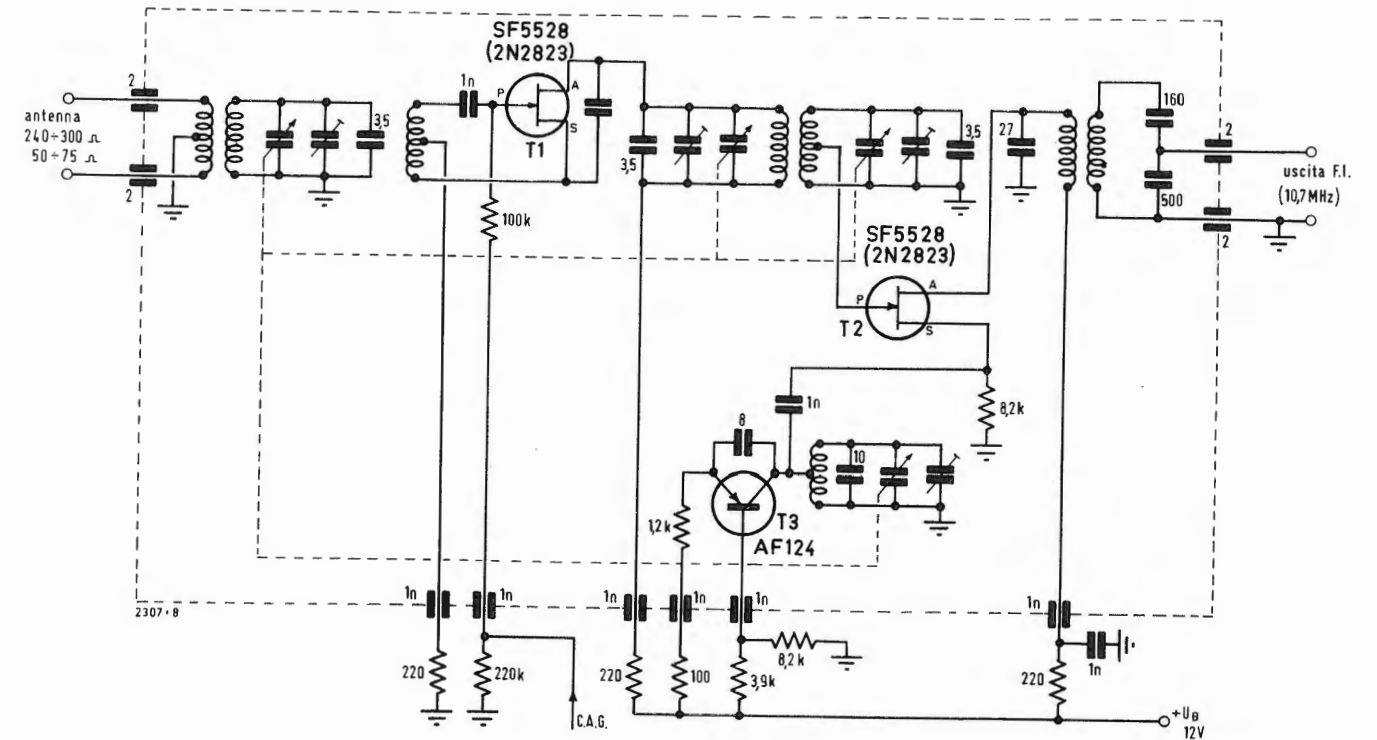 SF5528
(2N2823)
2
1n
P
A
S
T1
antenna
240÷300 Ω
50÷75 Ω
2
3,5
3,5
3,5
27
160
500
2
uscita F.I.
(10,7MHz)
2
100k
SF5528
(2N2823)
P
A
S
T2
8,2k
1n
8
10
1,2k
T3
AF124
2307•8
1n
1n
1n
1n
1n
1n
220
220k
C.A.G.
220
100
3,9k
8,2k
220
1n
+UB
12V